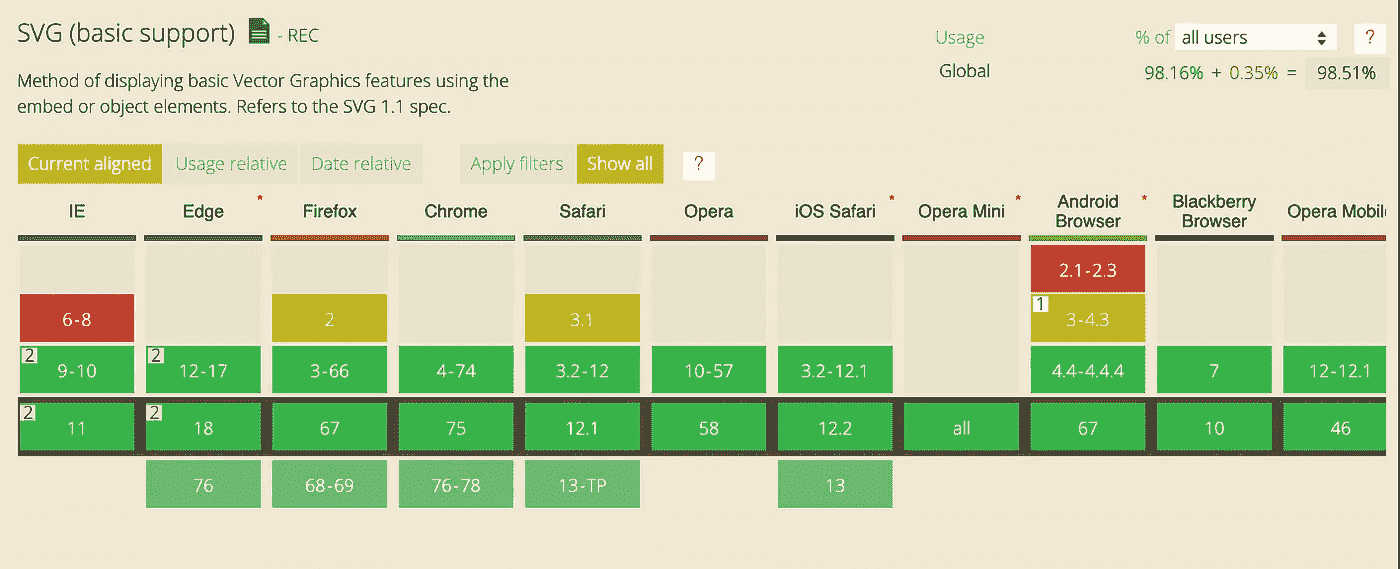 SVG (basic support) - REC
Usage % of all users ?
Global 98.16% + 0.35% = 98.51%
Method of displaying basic Vector Graphics features using the
embed or object elements. Refers to the SVG 1.1 spec.
Current aligned Usage relative Date relative Apply filters Show all ?
IE Edge * Firefox Chrome Safari Opera iOS Safari * Opera Mini * Android Browser * Blackberry Browser Opera Mobil
2.1-2.3
6-8 2 3.1 1 3-4.3
2 9-10 2 12-17 3-66 4-74 3.2-12 10-57 3.2-12.1 4.4-4.4.4 7 12-12.1
2 11 2 18 67 75 12.1 58 12.2 all 67 10 46
76 68-69 76-78 13-TP 13